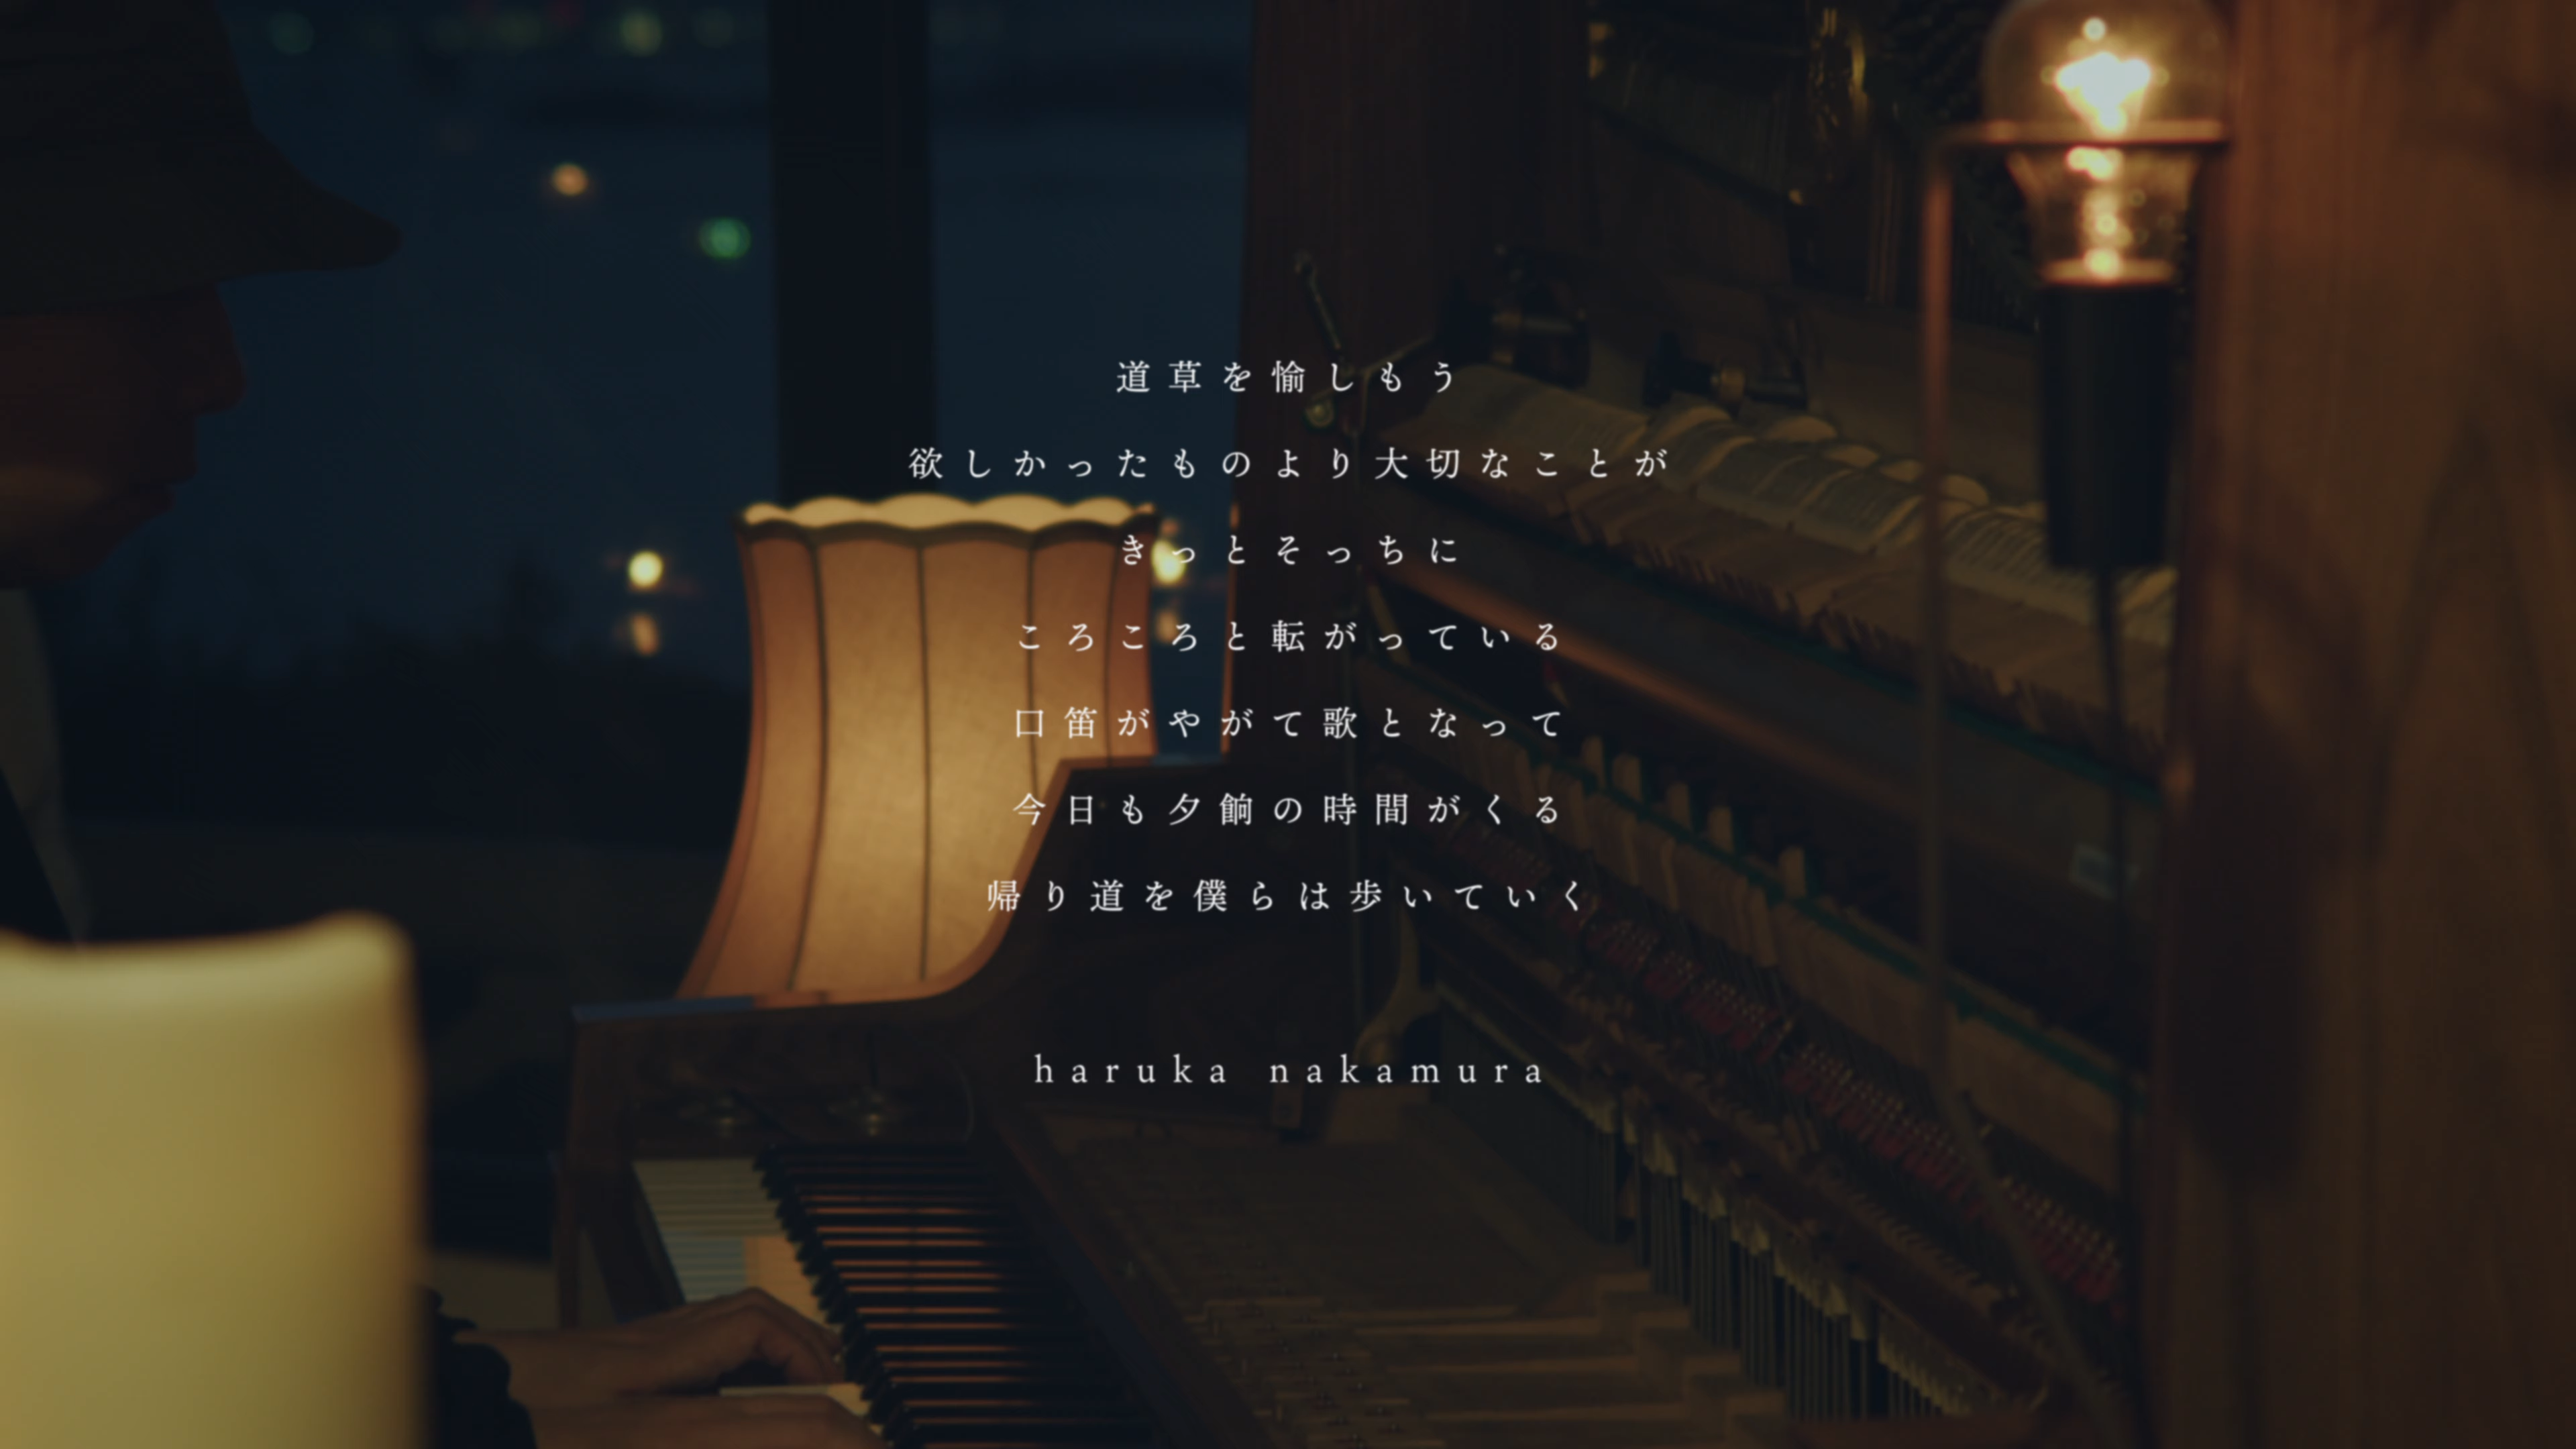 道草を愉しもう
欲しかったものより大切なことが
きっとそっちに
ころころと転がっている
口笛がやがて歌となって
今日も夕餉の時間がくる
帰り道を僕らは歩いていく
haruka nakamura